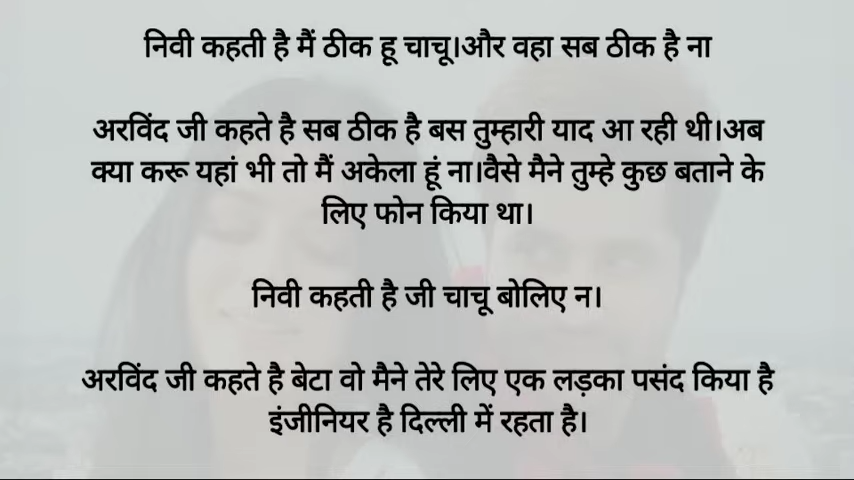 निवी कहती है मैं ठीक हू चाचू।और वहा सब ठीक है ना
अरविंद जी कहते है सब ठीक है बस तुम्हारी याद आ रही थी।अब
क्या करू यहां भी तो मैं अकेला हूं ना।वैसे मैने तुम्हे कुछ बताने के
लिए फोन किया था।
निवी कहती है जी चाचू बोलिए न।
अरविंद जी कहते है बेटा वो मैने तेरे लिए एक लड़का पसंद किया है
इंजीनियर है दिल्ली में रहता है।